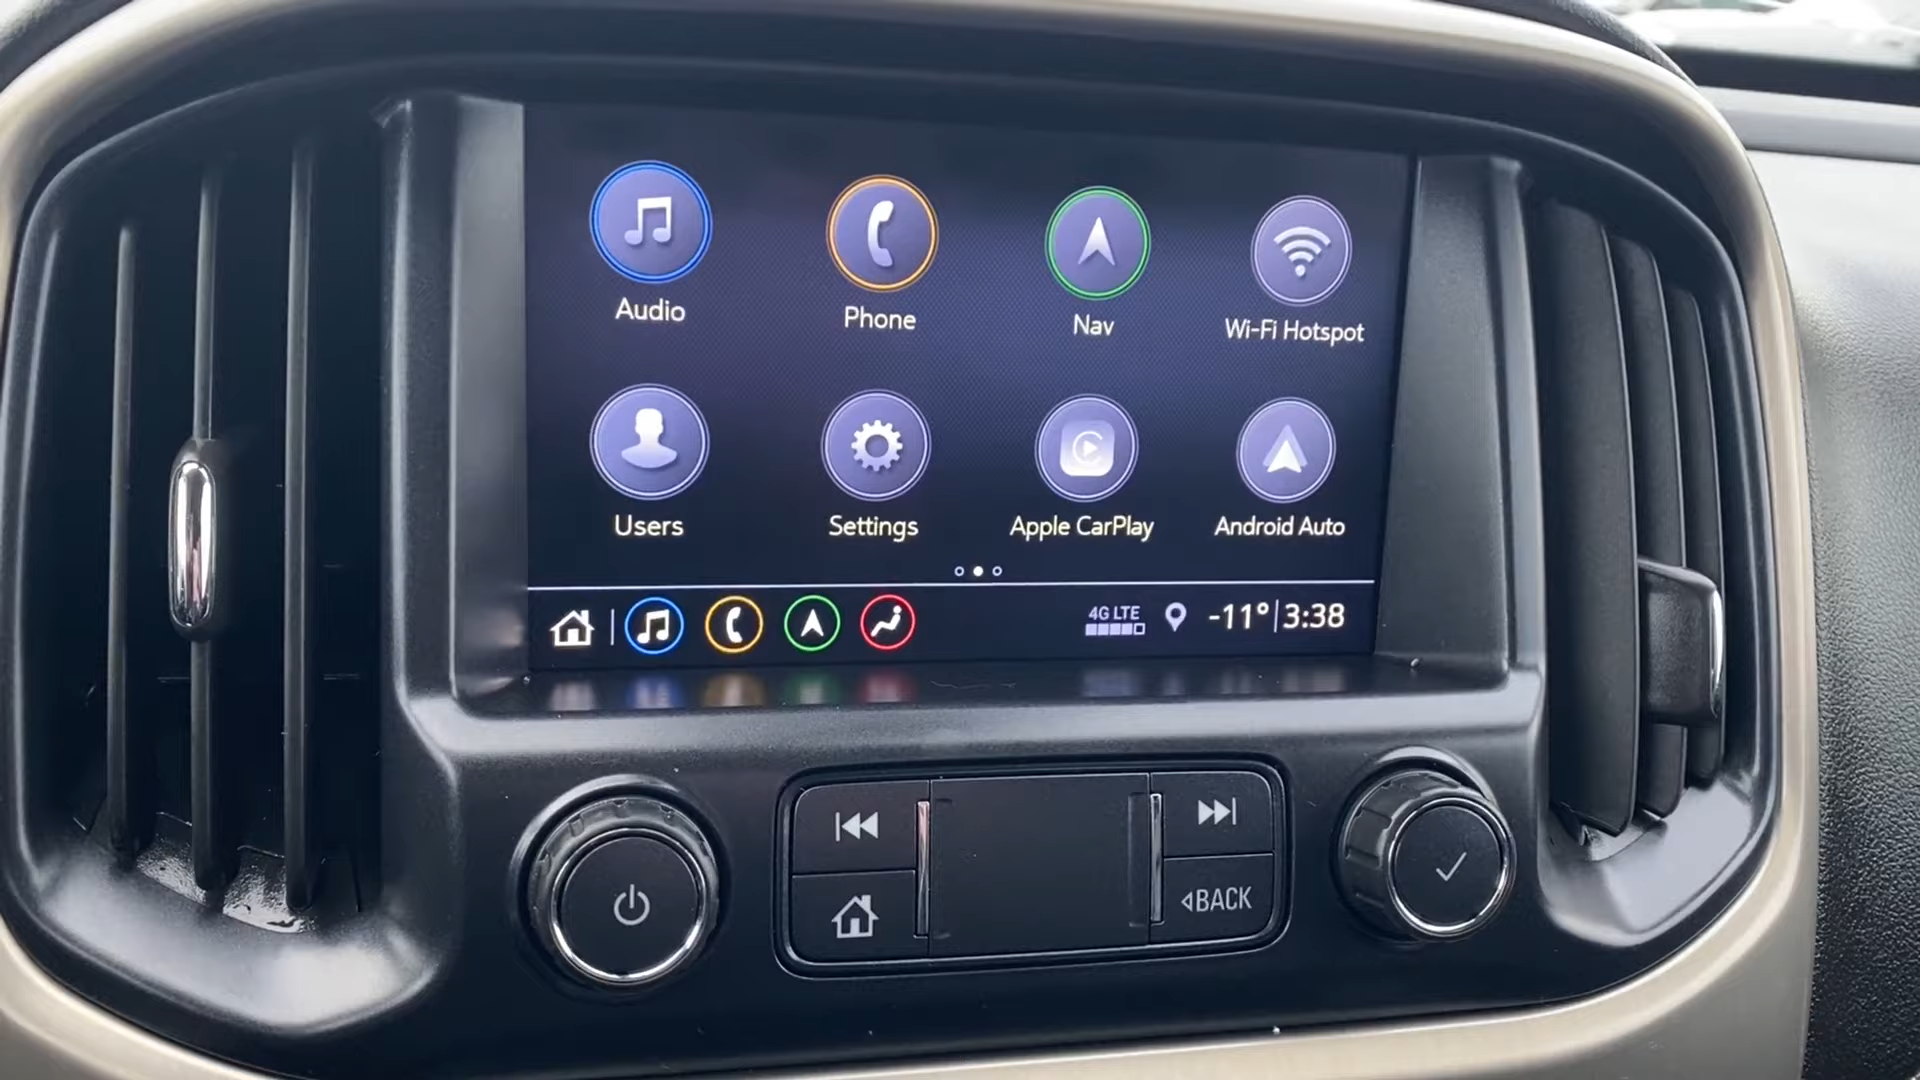 Audio
Phone
Nav
Wi-Fi Hotspot
Users
Settings
Apple CarPlay
Android Auto
4G LTE
-11° 3:38
BACK